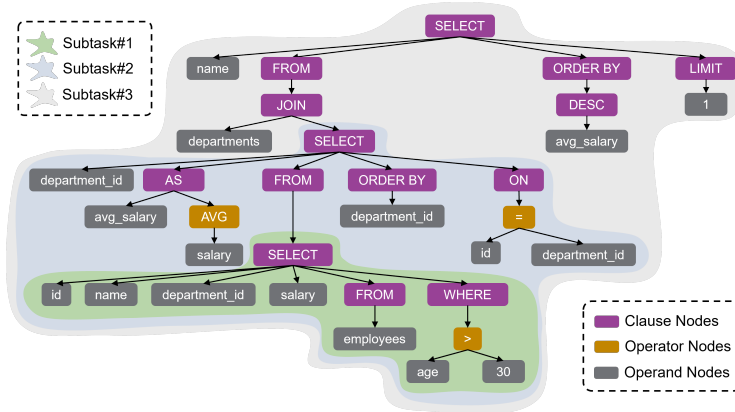 SELECT
Subtask#1
Subtask#2
Subtask#3
name FROM ORDER BY LIMIT
JOIN DESC 1
departments SELECT avg_salary
department_id AS FROM ORDER BY ON
avg_salary AVG department_id =
salary SELECT id department_id
id name department_id salary FROM WHERE
employees >
age 30
Clause Nodes
Operator Nodes
Operand Nodes